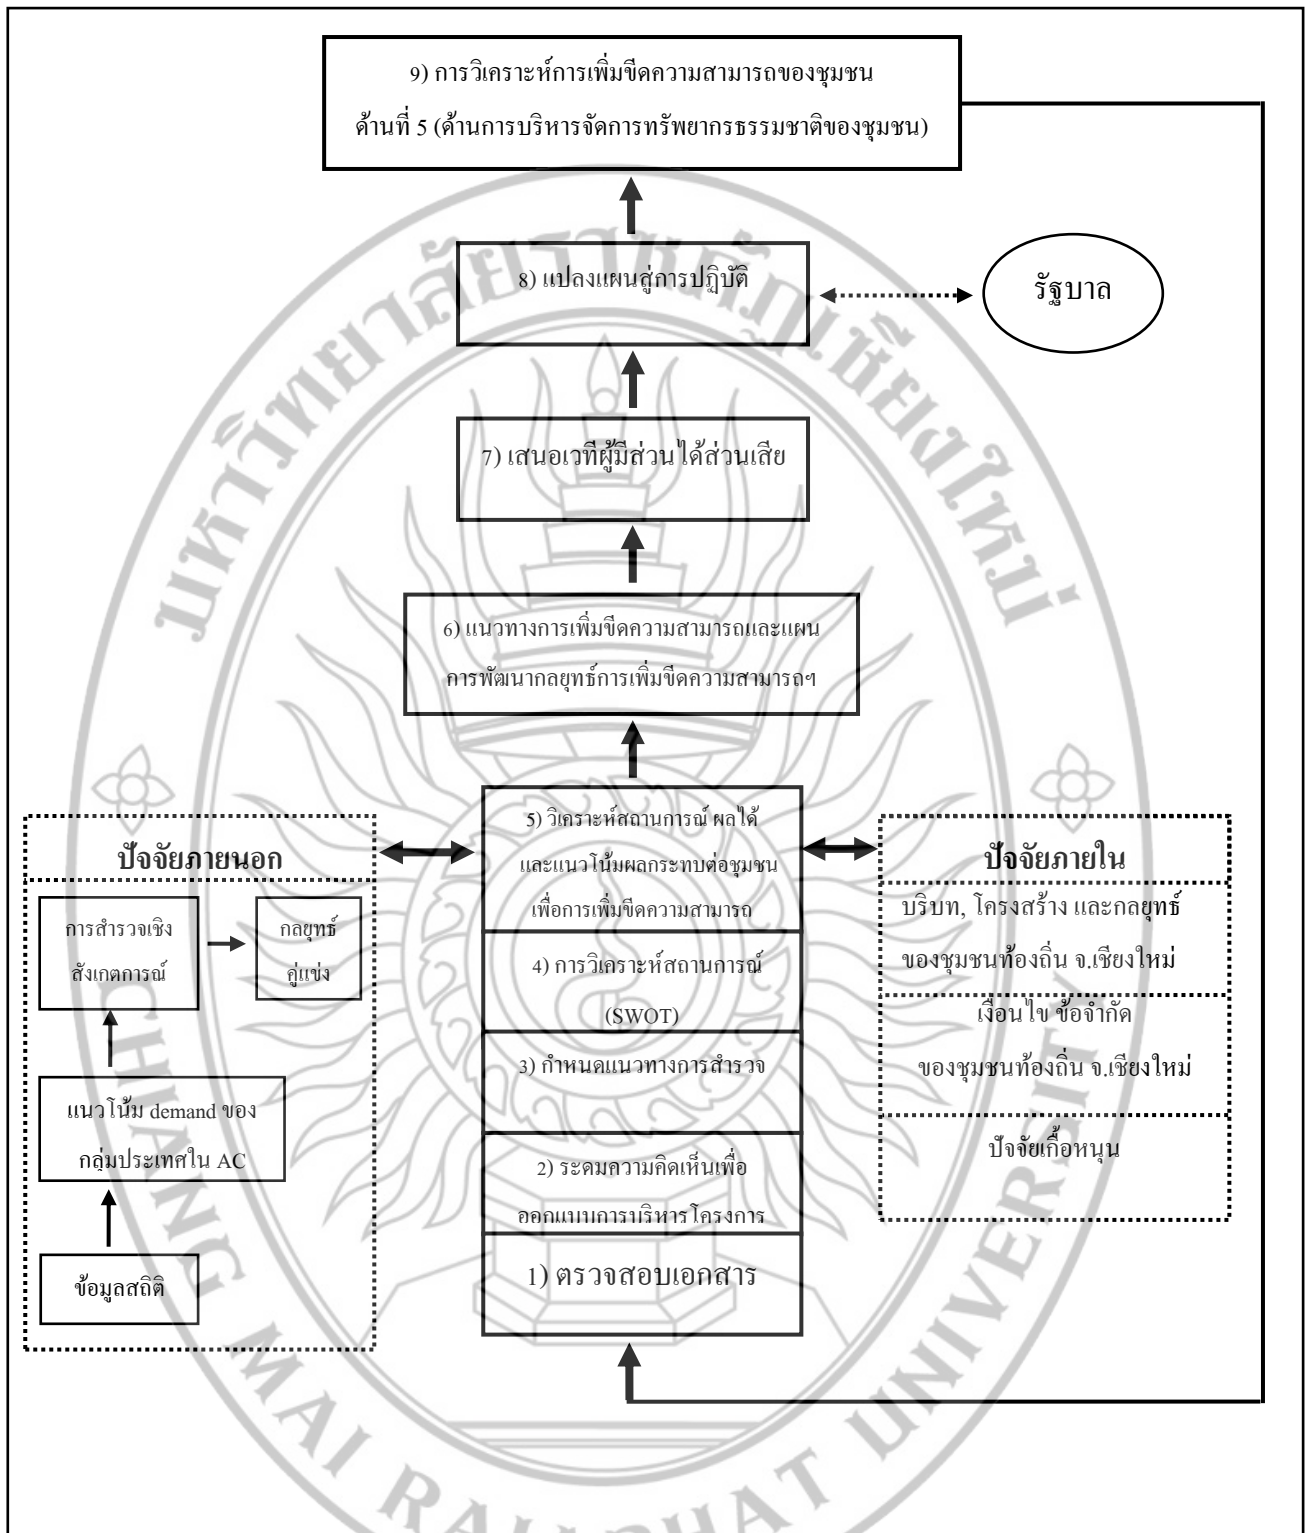 9) การวิเคราะห์การเพิ่มขีดความสามารถของชุมชน
ด้านที่ 5 (ด้านการบริหารจัดการทรัพยากรธรรมชาติของชุมชน)
8) แปลงแผนสู่การปฏิบัติ
รัฐบาล
7) เสนอเวทีผู้มีส่วนได้ส่วนเสีย
6) แนวทางการเพิ่มขีดความสามารถและแผน
การพัฒนากลยุทธ์การเพิ่มขีดความสามารถฯ
ปัจจัยภายนอก
การสำรวจเชิง
สังเกตการณ์
กลยุทธ์
คู่แข่ง
แนวโน้ม demand ของ
กลุ่มประเทศใน AC
ข้อมูลสถิติ
5) วิเคราะห์สถานการณ์ ผลได้
และแนวโน้มผลกระทบต่อชุมชน
เพื่อการเพิ่มขีดความสามารถ
4) การวิเคราะห์สถานการณ์
(SWOT)
3) กำหนดแนวทางการสำรวจ
2) ระดมความคิดเห็นเพื่อ
ออกแบบการบริหารโครงการ
1) ตรวจสอบเอกสาร
ปัจจัยภายใน
บริบท, โครงสร้าง และกลยุทธ์
ของชุมชนท้องถิ่น จ.เชียงใหม่
เงื่อนไข ข้อจำกัด
ของชุมชนท้องถิ่น จ.เชียงใหม่
ปัจจัยเกื้อหนุน
มหาวิทยาลัยราชภัฏเชียงใหม่
CHIANG MAI RAJABHAT UNIVERSITY